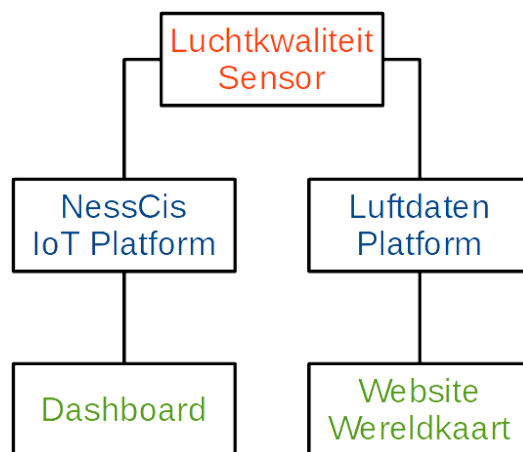 Luchtkwaliteit
Sensor
NessCis
IoT Platform
Luftdaten
Platform
Dashboard
Website
Wereldkaart